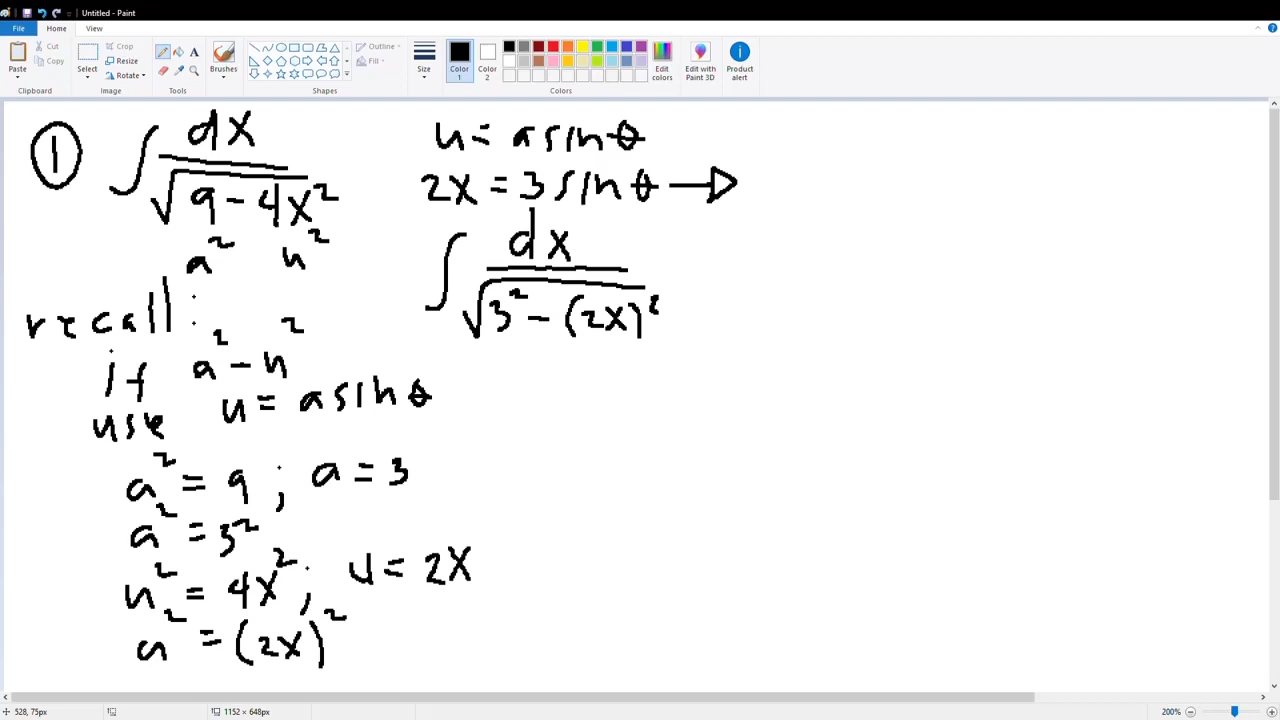 Untitled - Paint
File Home View
Paste
Cut
Copy
Clipboard
Select
Crop
Resize
Rotate
Image
Tools
Brushes
Shapes
Outline
Fill
Size
Color 1
Color 2
Edit colors
Colors
Edit with Paint 3D
Product alert
① ∫ dx / √(9 - 4x²)
a² u²
recall:
if a² - u²
use u = a sin θ
a² = 9 ; a = 3
a² = 3²
u² = 4x² ; u = 2x
a² = (2x)²
u = a sin θ
2x = 3 sin θ →
∫ dx / √(3² - (2x)²)
528, 75px
1152 × 648px
200%